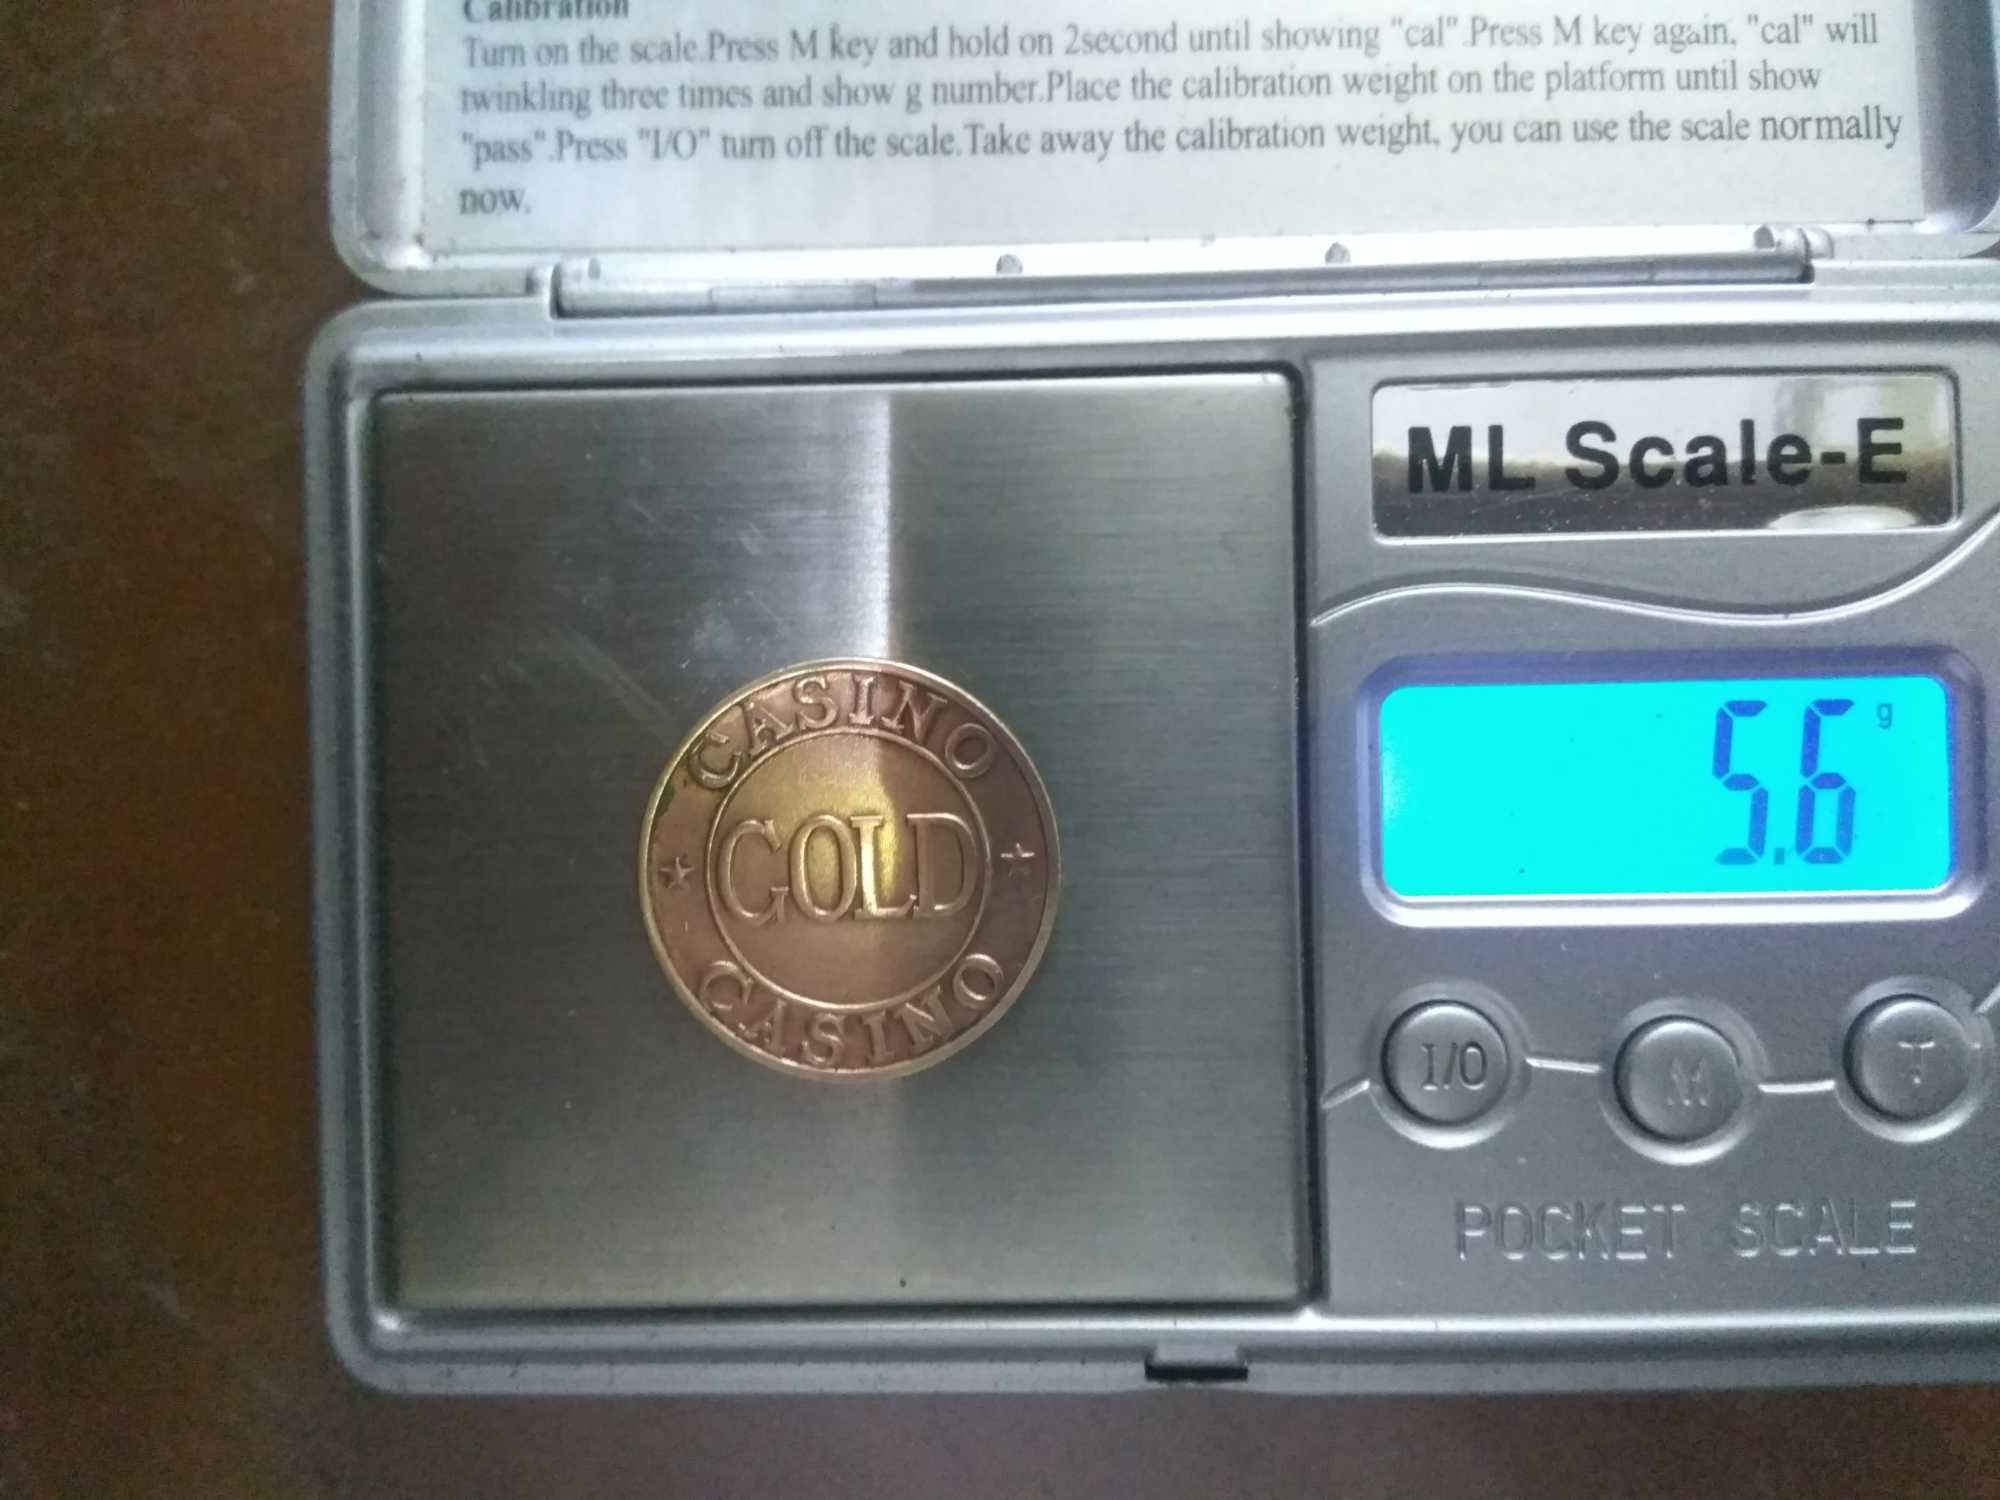 Calibration
Turn on the scale.Press M key and hold on 2second until showing "cal".Press M key again, "cal" will
twinkling three times and show g number.Place the calibration weight on the platform until show
"pass".Press "I/O" turn off the scale.Take away the calibration weight, you can use the scale normally
now.
ML Scale-E
5.6 g
CASINO
GOLD
CASINO
I/O M T
POCKET SCALE